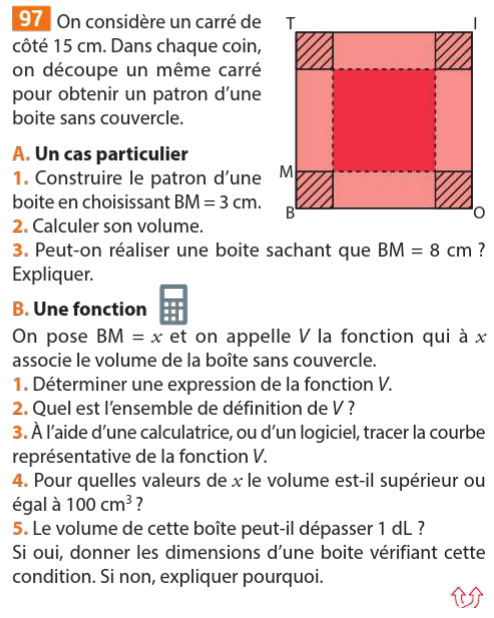 97 On considère un carré de
côté 15 cm. Dans chaque coin,
on découpe un même carré
pour obtenir un patron d'une
boite sans couvercle.
A. Un cas particulier
1. Construire le patron d'une
boite en choisissant BM = 3 cm.
2. Calculer son volume.
3. Peut-on réaliser une boite sachant que BM = 8 cm ?
Expliquer.
T
I
M
B
O
B. Une fonction
On pose BM = x et on appelle V la fonction qui à x
associe le volume de la boîte sans couvercle.
1. Déterminer une expression de la fonction V.
2. Quel est l'ensemble de définition de V ?
3. À l'aide d'une calculatrice, ou d'un logiciel, tracer la courbe
représentative de la fonction V.
4. Pour quelles valeurs de x le volume est-il supérieur ou
égal à 100 cm³ ?
5. Le volume de cette boîte peut-il dépasser 1 dL ?
Si oui, donner les dimensions d'une boite vérifiant cette
condition. Si non, expliquer pourquoi.